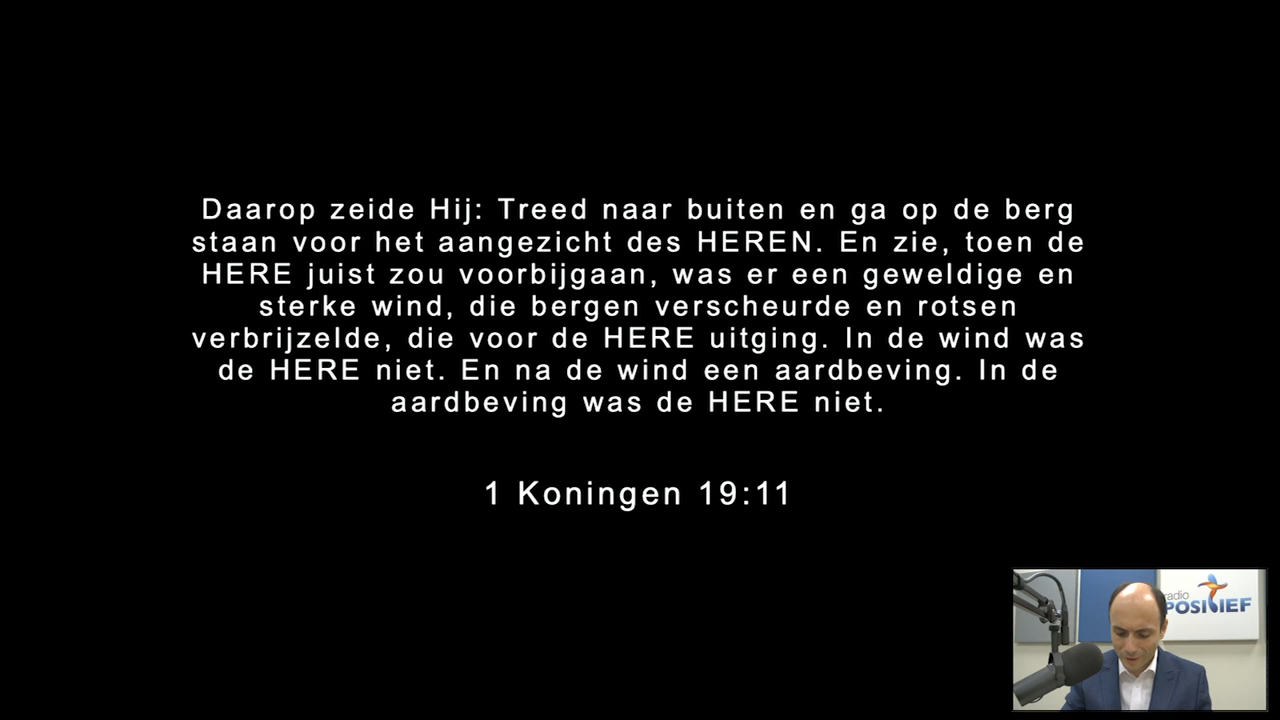 Daarop zeide Hij: Treed naar buiten en ga op de berg
staan voor het aangezicht des HEREN. En zie, toen de
HERE juist zou voorbijgaan, was er een geweldige en
sterke wind, die bergen verscheurde en rotsen
verbrijzelde, die voor de HERE uitging. In de wind was
de HERE niet. En na de wind een aardbeving. In de
aardbeving was de HERE niet.
1 Koningen 19:11
radio
POSITIEF